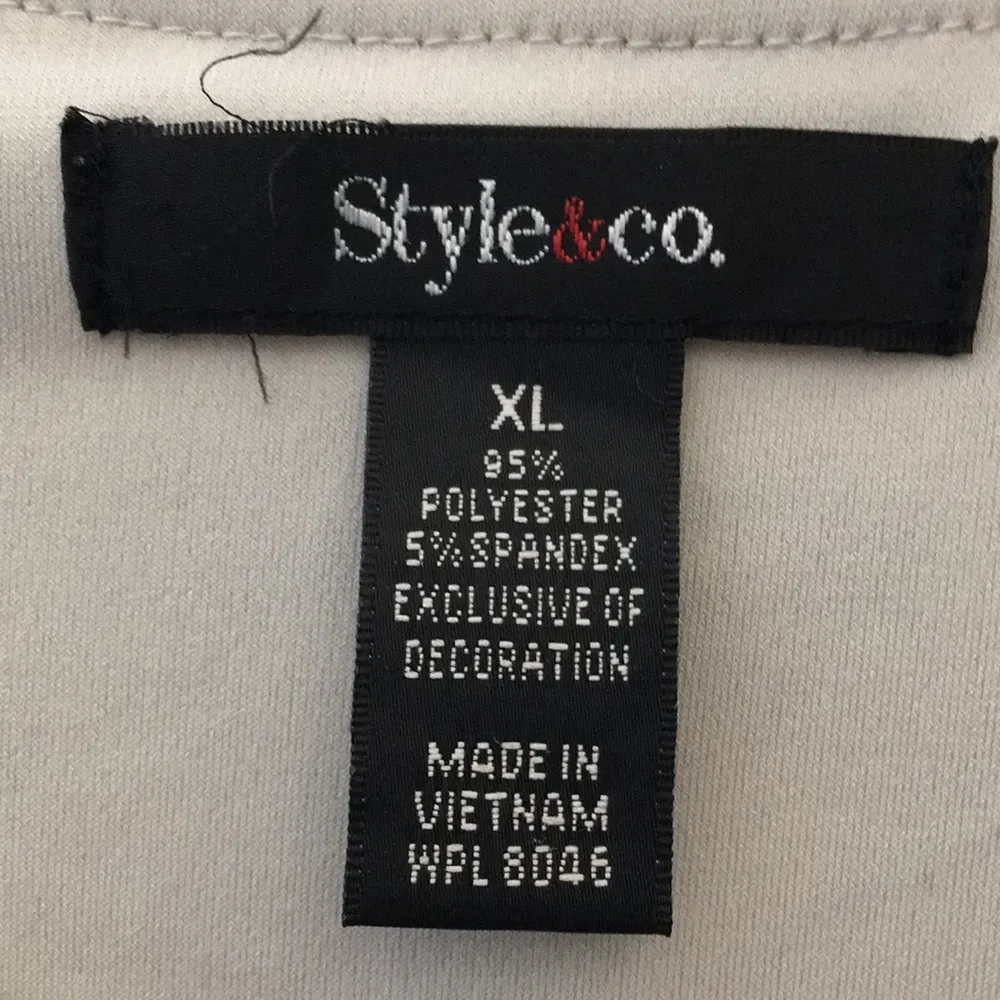 Style&co.
XL
95%
POLYESTER
5% SPANDEX
EXCLUSIVE OF
DECORATION
MADE IN
VIETNAM
WPL 8046